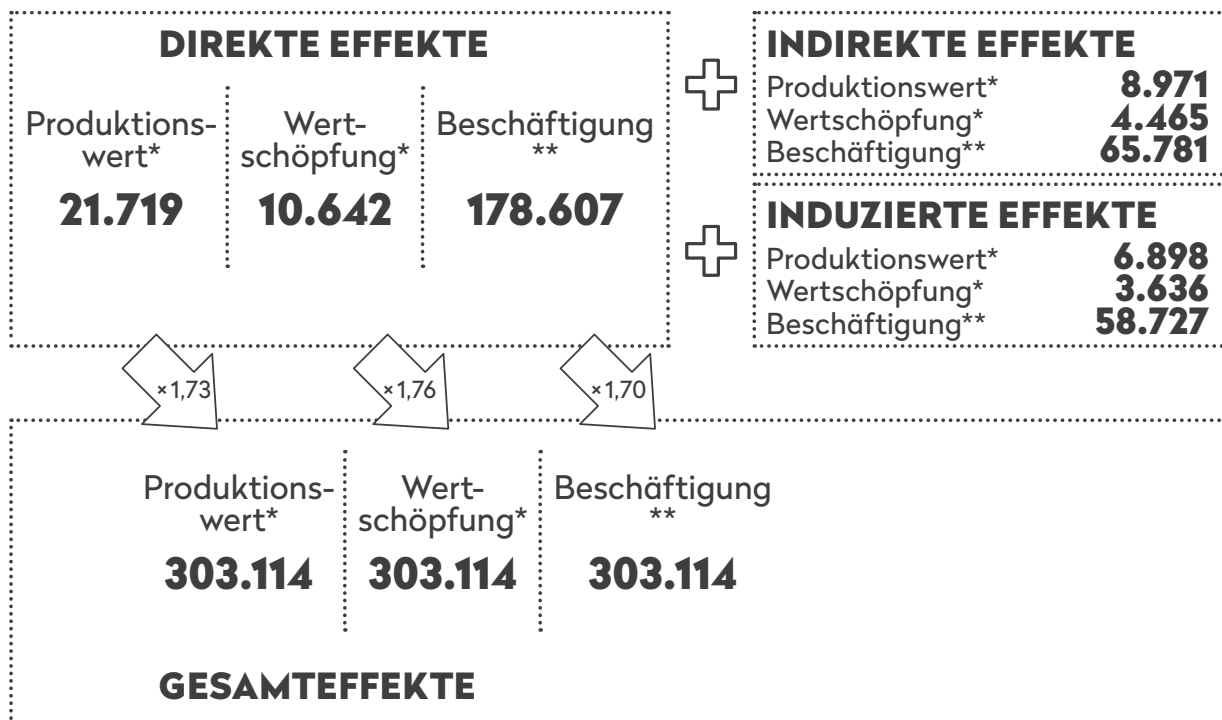 DIREKTE EFFEKTE
Produktions-
wert*
21.719
Wert-
schöpfung*
10.642
Beschäftigung
**
178.607
INDIREKTE EFFEKTE
Produktionswert* 8.971
Wertschöpfung* 4.465
Beschäftigung** 65.781
INDUZIERTE EFFEKTE
Produktionswert* 6.898
Wertschöpfung* 3.636
Beschäftigung** 58.727
×1,73
×1,76
×1,70
Produktions-
wert*
303.114
Wert-
schöpfung*
303.114
Beschäftigung
**
303.114
GESAMTEFFEKTE